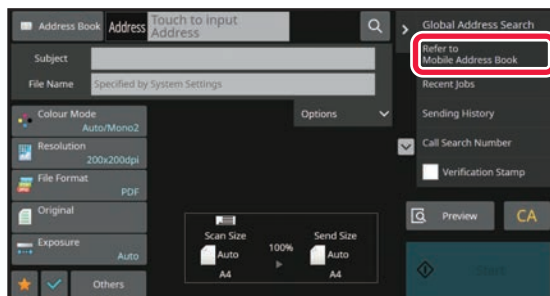 Address Book
Address
Touch to input
Address
Subject
File Name
Specified by System Settings
Colour Mode
Auto/Mono2
Resolution
200x200dpi
File Format
PDF
Original
Exposure
Auto
Others
Options
Scan Size
Auto
A4
100%
Send Size
Auto
A4
Global Address Search
Refer to
Mobile Address Book
Recent Jobs
Sending History
Call Search Number
Verification Stamp
Preview
CA
Start